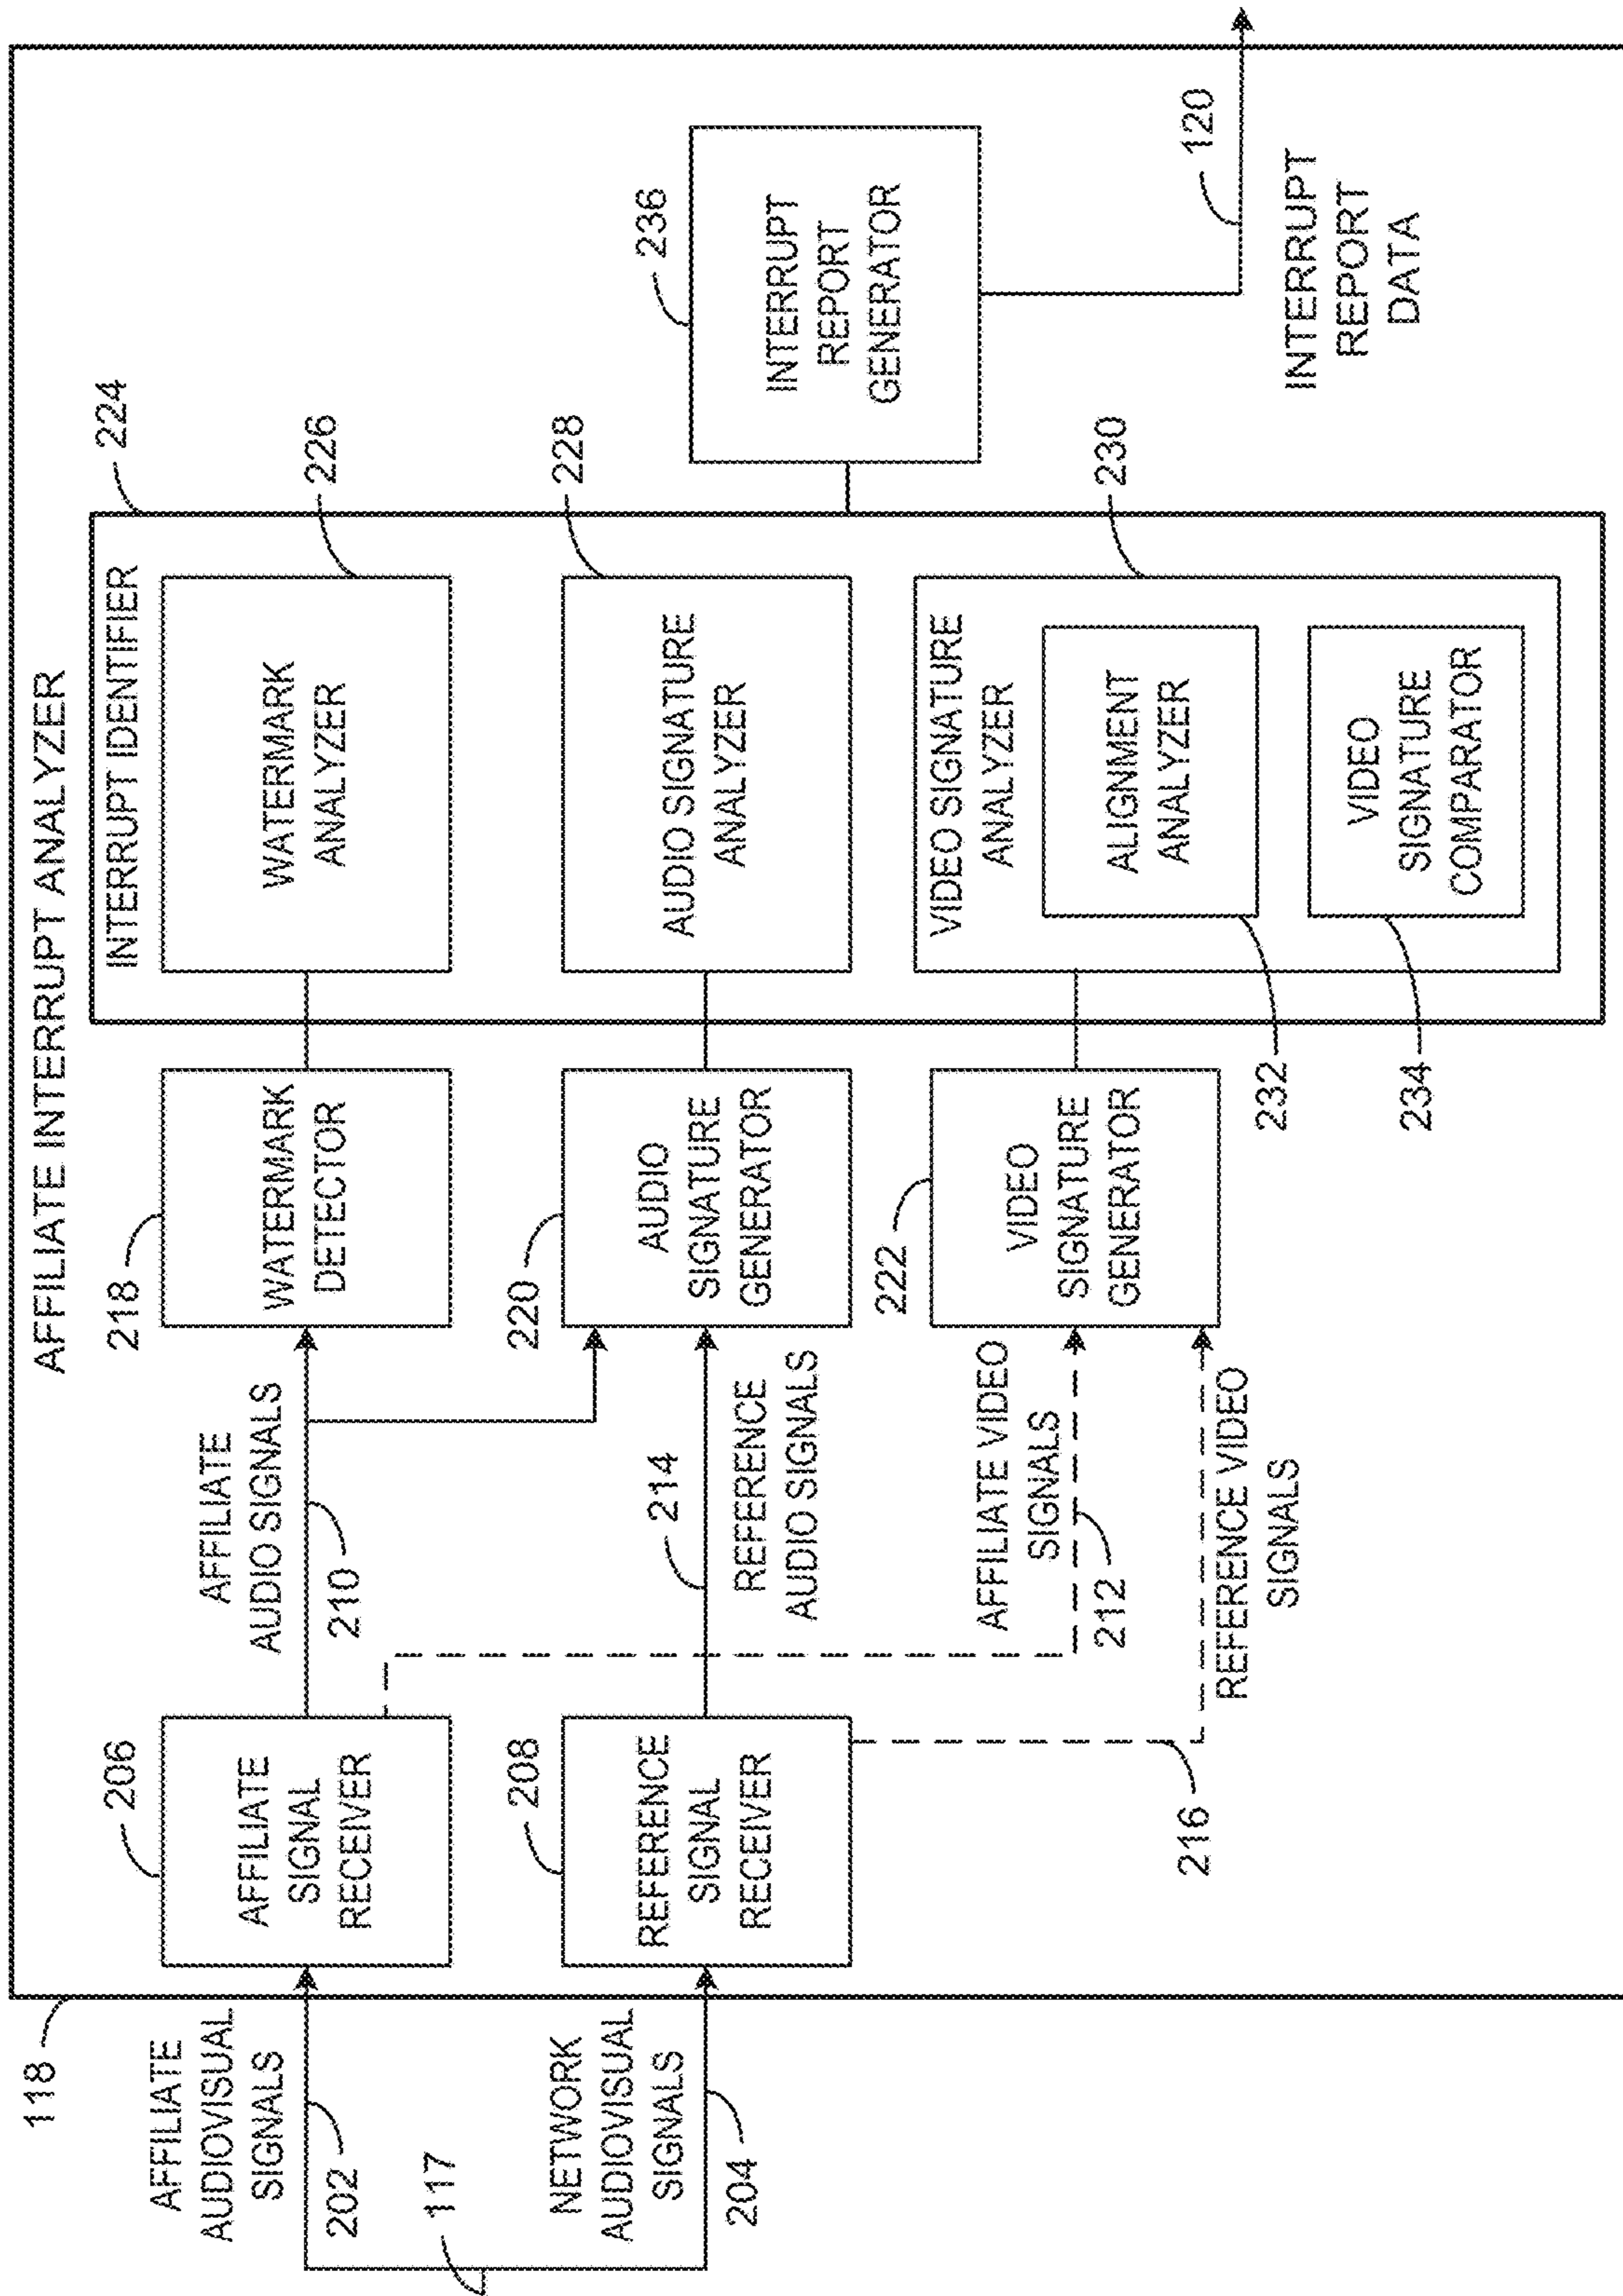 AFFILIATE INTERRUPT ANALYZER
118
AFFILIATE
AUDIOVISUAL
SIGNALS
202
117
NETWORK
AUDIOVISUAL
SIGNALS
204
206
AFFILIATE
SIGNAL
RECEIVER
208
REFERENCE
SIGNAL
RECEIVER
AFFILIATE
AUDIO SIGNALS
210
214
REFERENCE
AUDIO SIGNALS
AFFILIATE VIDEO
SIGNALS
212
216
REFERENCE VIDEO
SIGNALS
218
WATERMARK
DETECTOR
220
AUDIO
SIGNATURE
GENERATOR
222
VIDEO
SIGNATURE
GENERATOR
224
INTERRUPT IDENTIFIER
WATERMARK
ANALYZER
226
AUDIO SIGNATURE
ANALYZER
228
VIDEO SIGNATURE
ANALYZER
230
ALIGNMENT
ANALYZER
232
VIDEO
SIGNATURE
COMPARATOR
234
236
INTERRUPT
REPORT
GENERATOR
120
INTERRUPT
REPORT
DATA